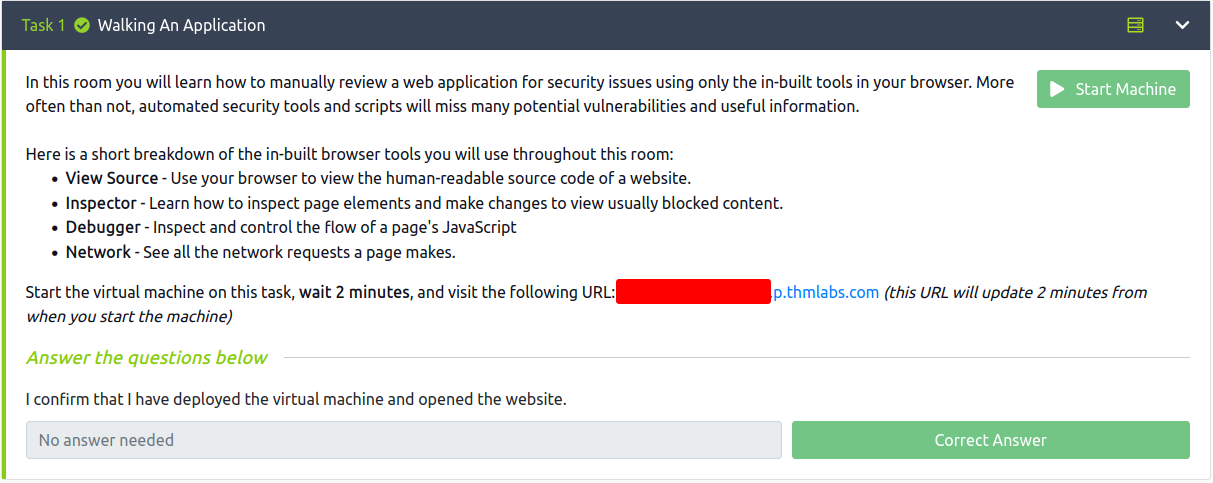 Task 1 Walking An Application
In this room you will learn how to manually review a web application for security issues using only the in-built tools in your browser. More
often than not, automated security tools and scripts will miss many potential vulnerabilities and useful information.
Start Machine
Here is a short breakdown of the in-built browser tools you will use throughout this room:
• View Source - Use your browser to view the human-readable source code of a website.
• Inspector - Learn how to inspect page elements and make changes to view usually blocked content.
• Debugger - Inspect and control the flow of a page's JavaScript
• Network - See all the network requests a page makes.
Start the virtual machine on this task, wait 2 minutes, and visit the following URL: .p.thmlabs.com (this URL will update 2 minutes from
when you start the machine)
Answer the questions below
I confirm that I have deployed the virtual machine and opened the website.
No answer needed
Correct Answer